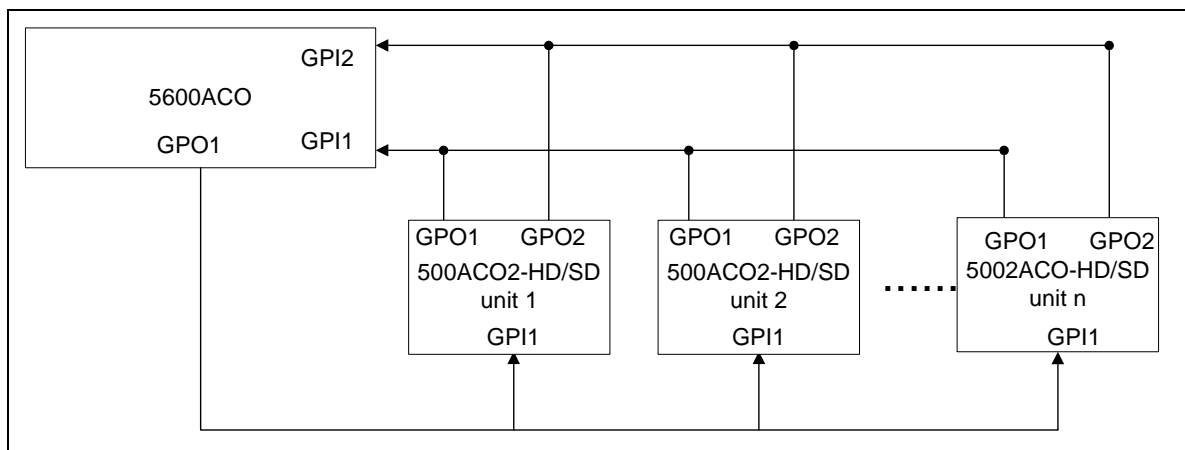 GPI2
5600ACO
GPO1 GPI1
GPO1 GPO2
500ACO2-HD/SD
unit 1
GPI1
GPO1 GPO2
500ACO2-HD/SD
unit 2
GPI1
GPO1 GPO2
5002ACO-HD/SD
unit n
GPI1